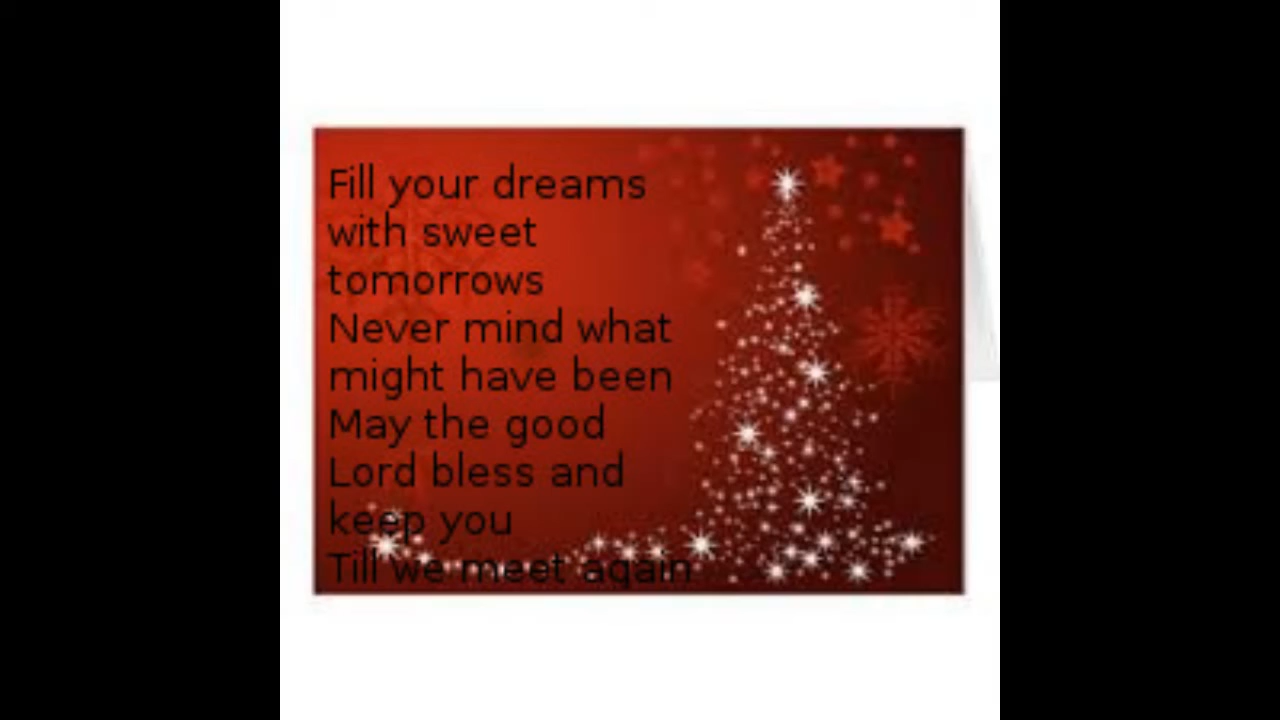 Fill your dreams
with sweet
tomorrows
Never mind what
might have been
May the good
Lord bless and
keep you
Till we meet again